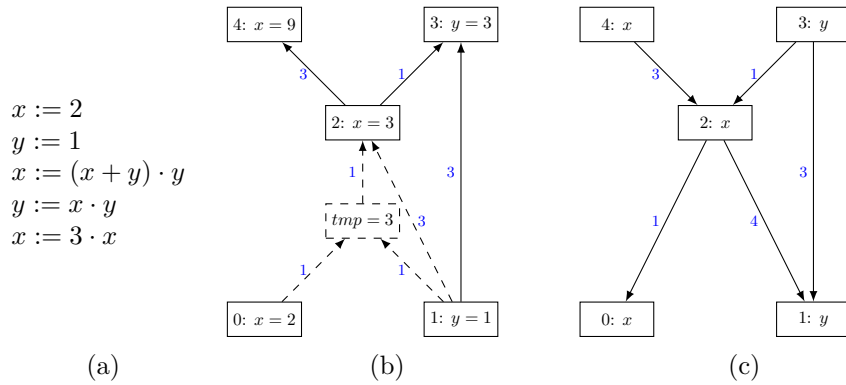 x := 2
y := 1
x := (x + y) · y
y := x · y
x := 3 · x
(a)
4: x = 9
3: y = 3
3
1
2: x = 3
1
3
tmp = 3
3
1
1
0: x = 2
1: y = 1
(b)
4: x
3: y
3
1
2: x
3
1
4
0: x
1: y
(c)